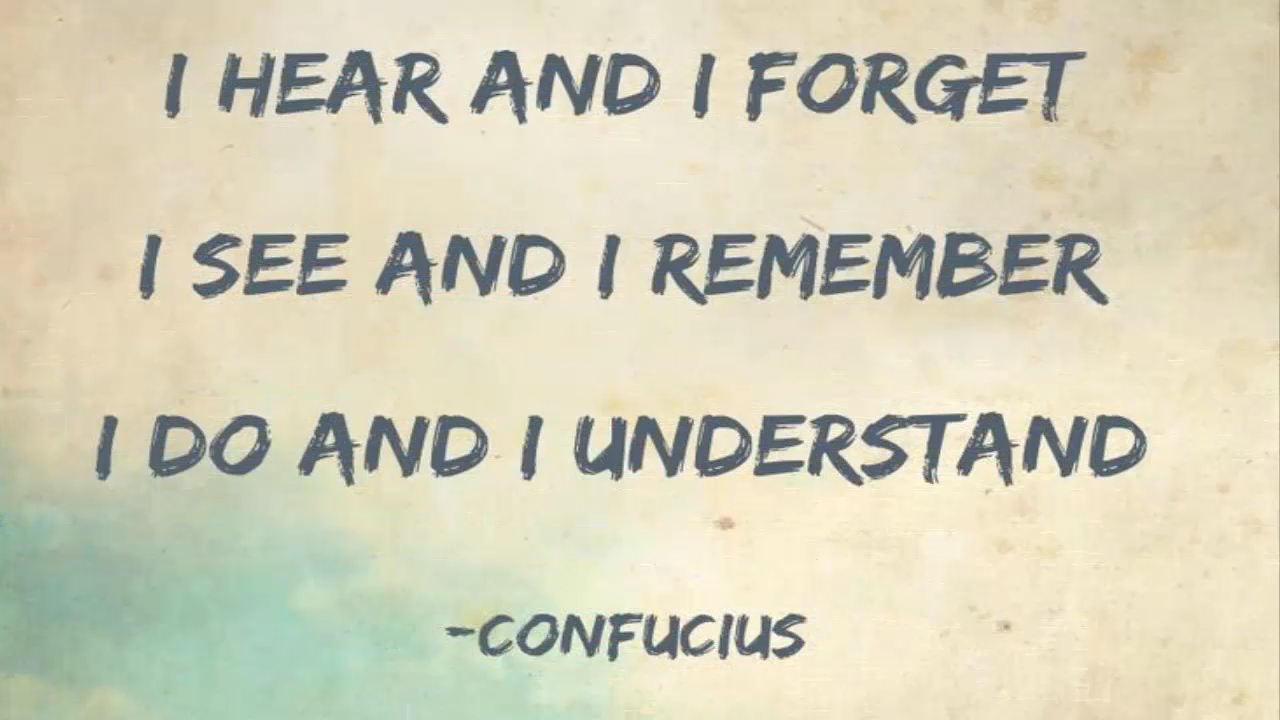 I HEAR AND I FORGET
I SEE AND I REMEMBER
I DO AND I UNDERSTAND
-CONFUCIUS